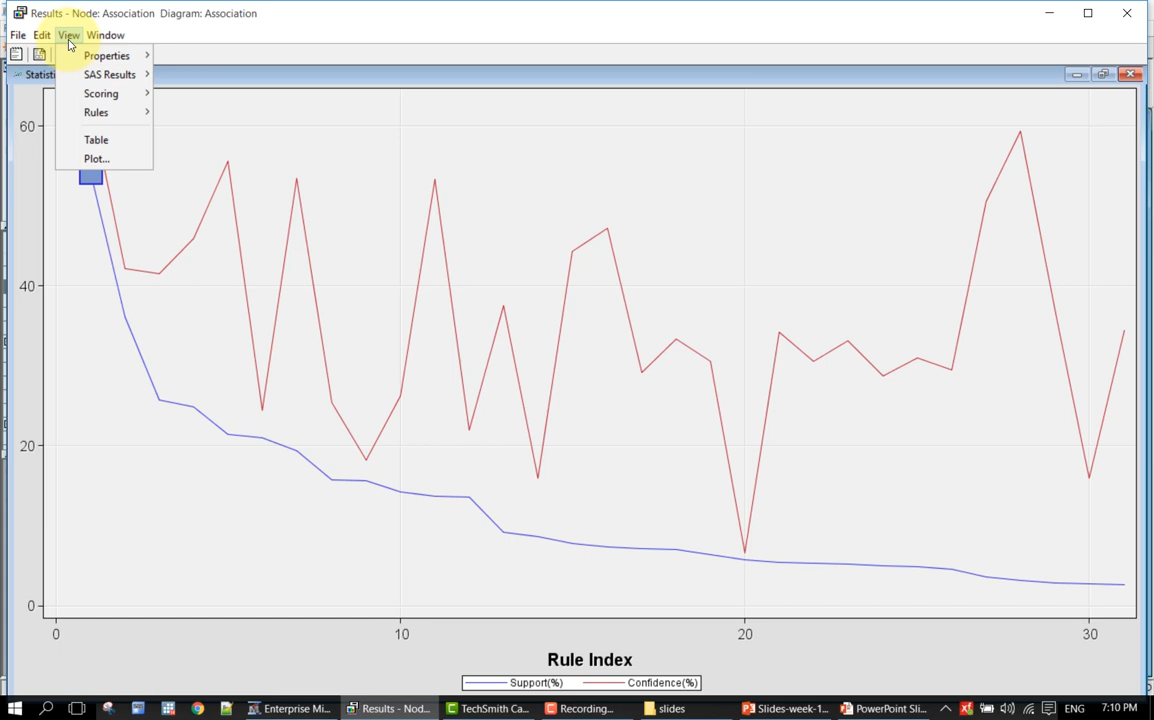 Results - Node: Association  Diagram: Association
File Edit View Window
Properties
Statisti
SAS Results
Scoring
Rules
Table
Plot...
60
40
20
0
0 10 20 30
Rule Index
Support(%) Confidence(%)
Enterprise Mi... Results - Nod... TechSmith Ca... Recording... slides Slides-week-1... PowerPoint Sli... ENG 7:10 PM